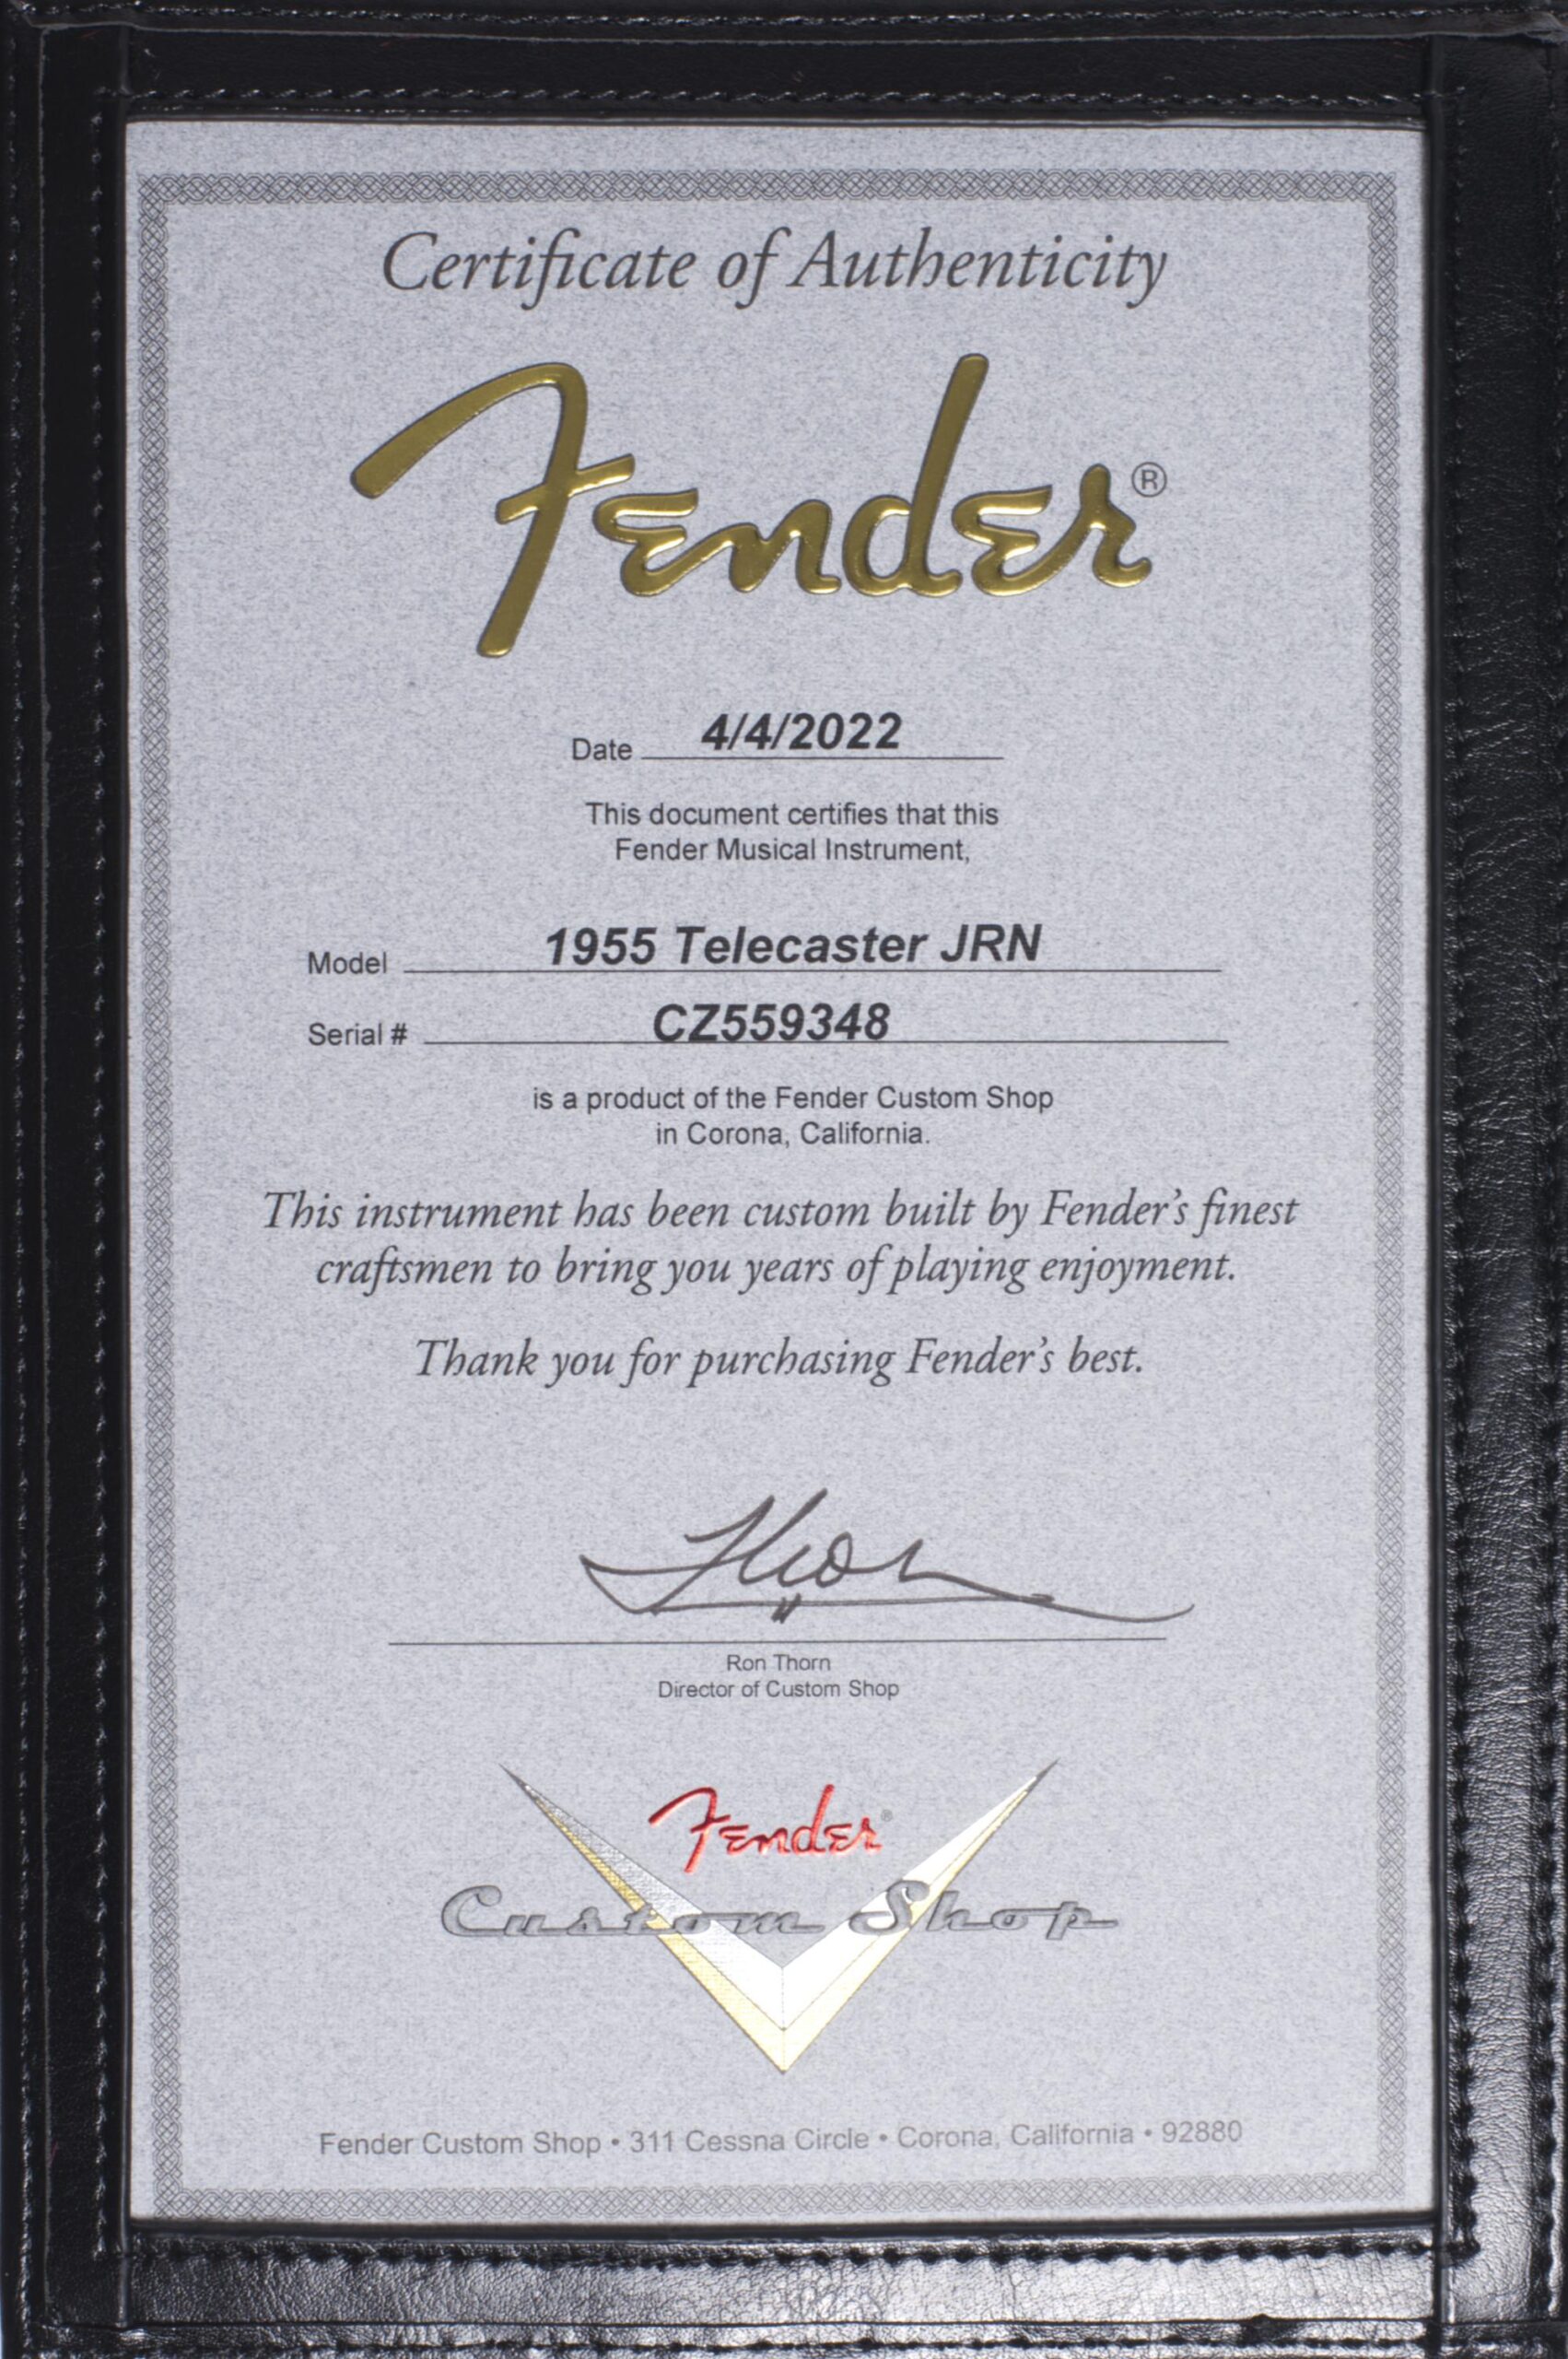 Certificate of Authenticity
Fender®
Date 4/4/2022
This document certifies that this
Fender Musical Instrument,
Model 1955 Telecaster JRN
Serial # CZ559348
is a product of the Fender Custom Shop
in Corona, California.
This instrument has been custom built by Fender's finest
craftsmen to bring you years of playing enjoyment.
Thank you for purchasing Fender's best.
Thorn
Ron Thorn
Director of Custom Shop
Fender®
Custom Shop
Fender Custom Shop • 311 Cessna Circle • Corona, California • 92880